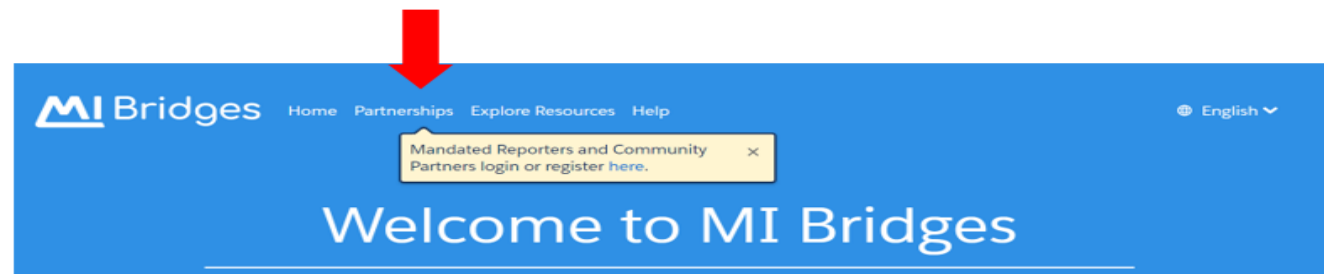 MI Bridges Home Partnerships Explore Resources Help English
Mandated Reporters and Community
Partners login or register here.
Welcome to MI Bridges